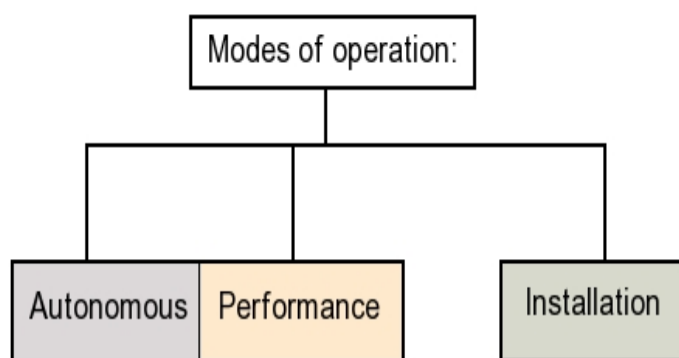 Modes of operation:
Autonomous
Performance
Installation